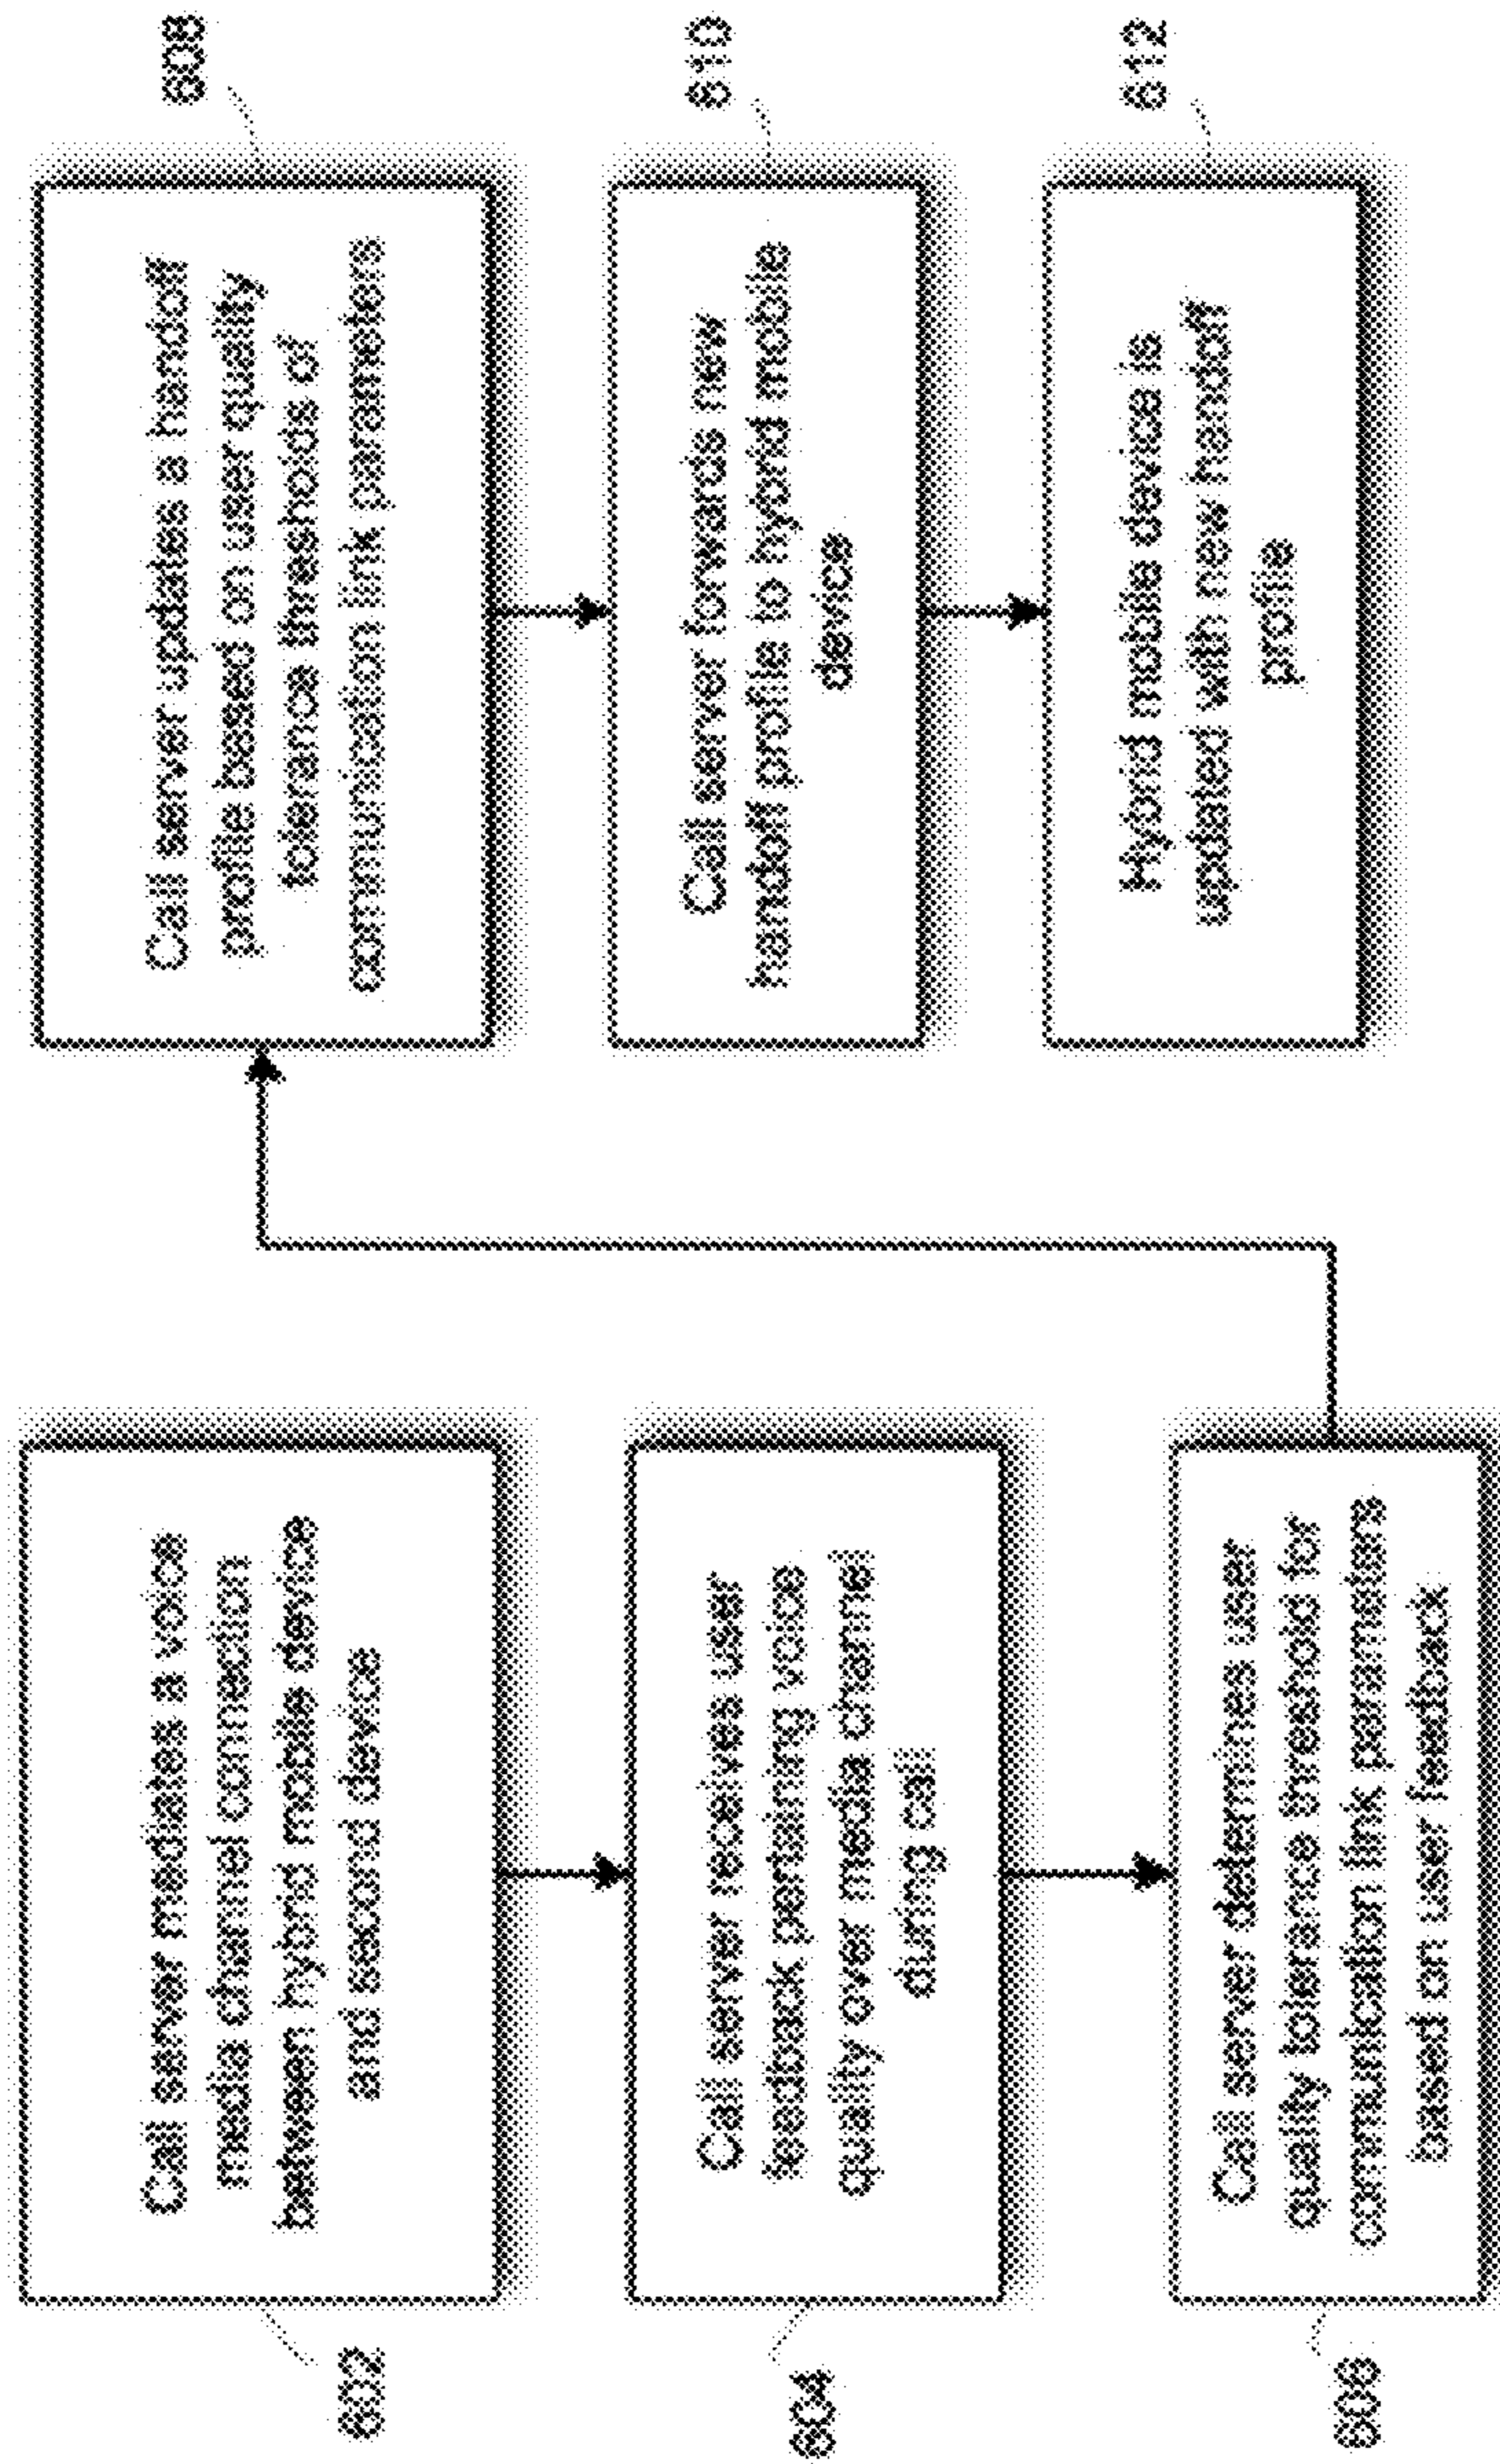 602
Call server mediates a voice
media channel connection
between hybrid mobile device
and second device
604
Call server receives user
feedback pertaining voice
quality over media channel
during call
606
Call server determines user
quality tolerance threshold for
communication link paramaters
based on user feedback
608
Call server updates a handoff
profile based on user quality
tolerance thresholds of
communication link parameters
610
Call server forwards new
handoff profile to hybrid mobile
device
612
Hybrid mobile device is
updated with new handoff
profile